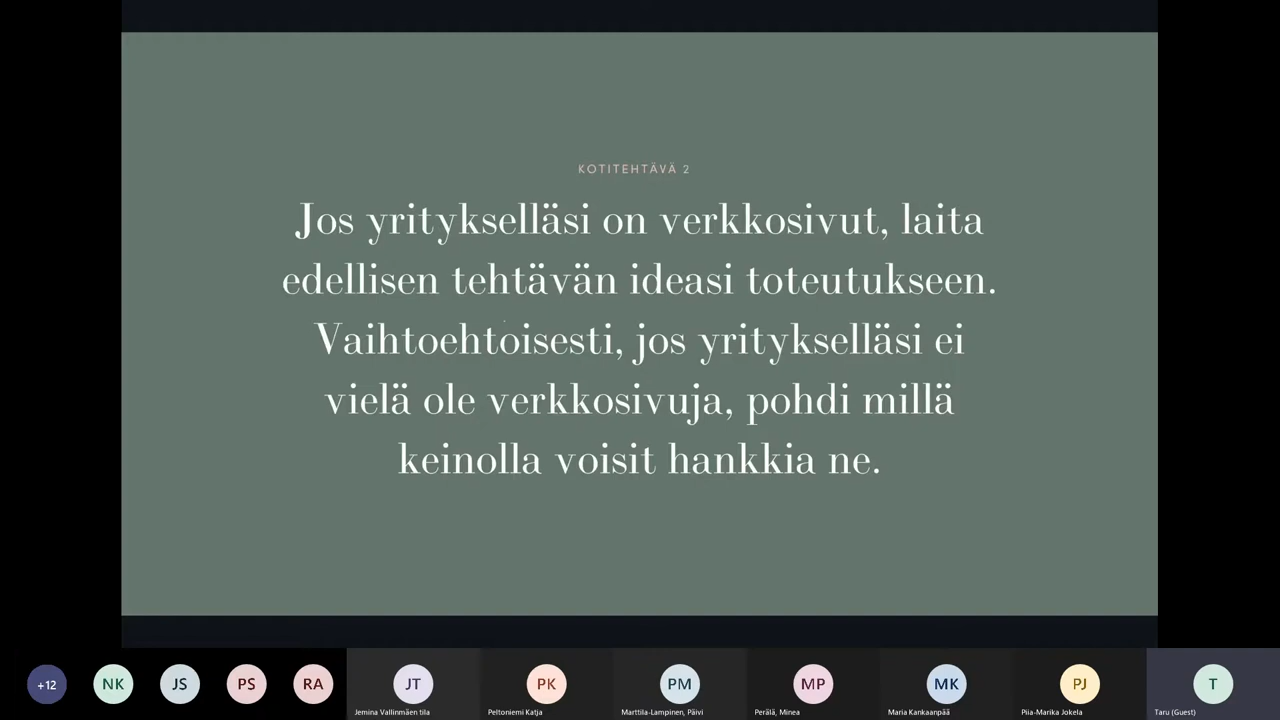 KOTITEHTÄVÄ 2
Jos yritykselläsi on verkkosivut, laita
edellisen tehtävän ideasi toteutukseen.
Vaihtoehtoisesti, jos yritykselläsi ei
vielä ole verkkosivuja, pohdi millä
keinolla voisit hankkia ne.
+12
NK
JS
PS
RA
JT
PK
PM
MP
MK
PJ
T
Jemina Vallinmäen tila
Peltoniemi Katja
Marttila-Lampinen, Päivi
Perälä, Minea
Maria Kankaanpää
Piia-Marika Jokela
Taru (Guest)